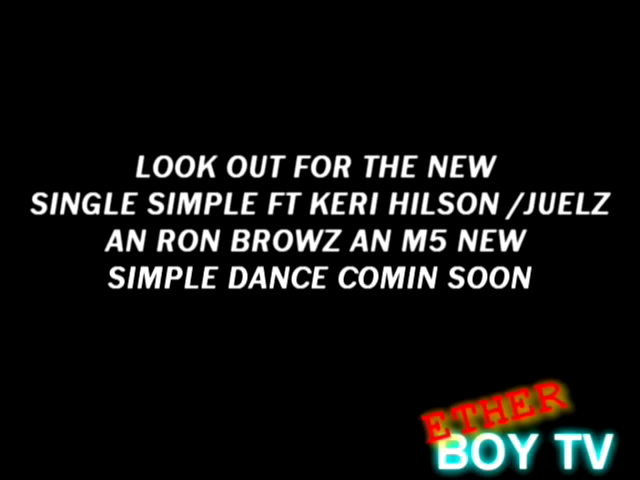 LOOK OUT FOR THE NEW
SINGLE SIMPLE FT KERI HILSON /JUELZ
AN RON BROWZ AN M5 NEW
SIMPLE DANCE COMIN SOON
ETHER
BOY TV